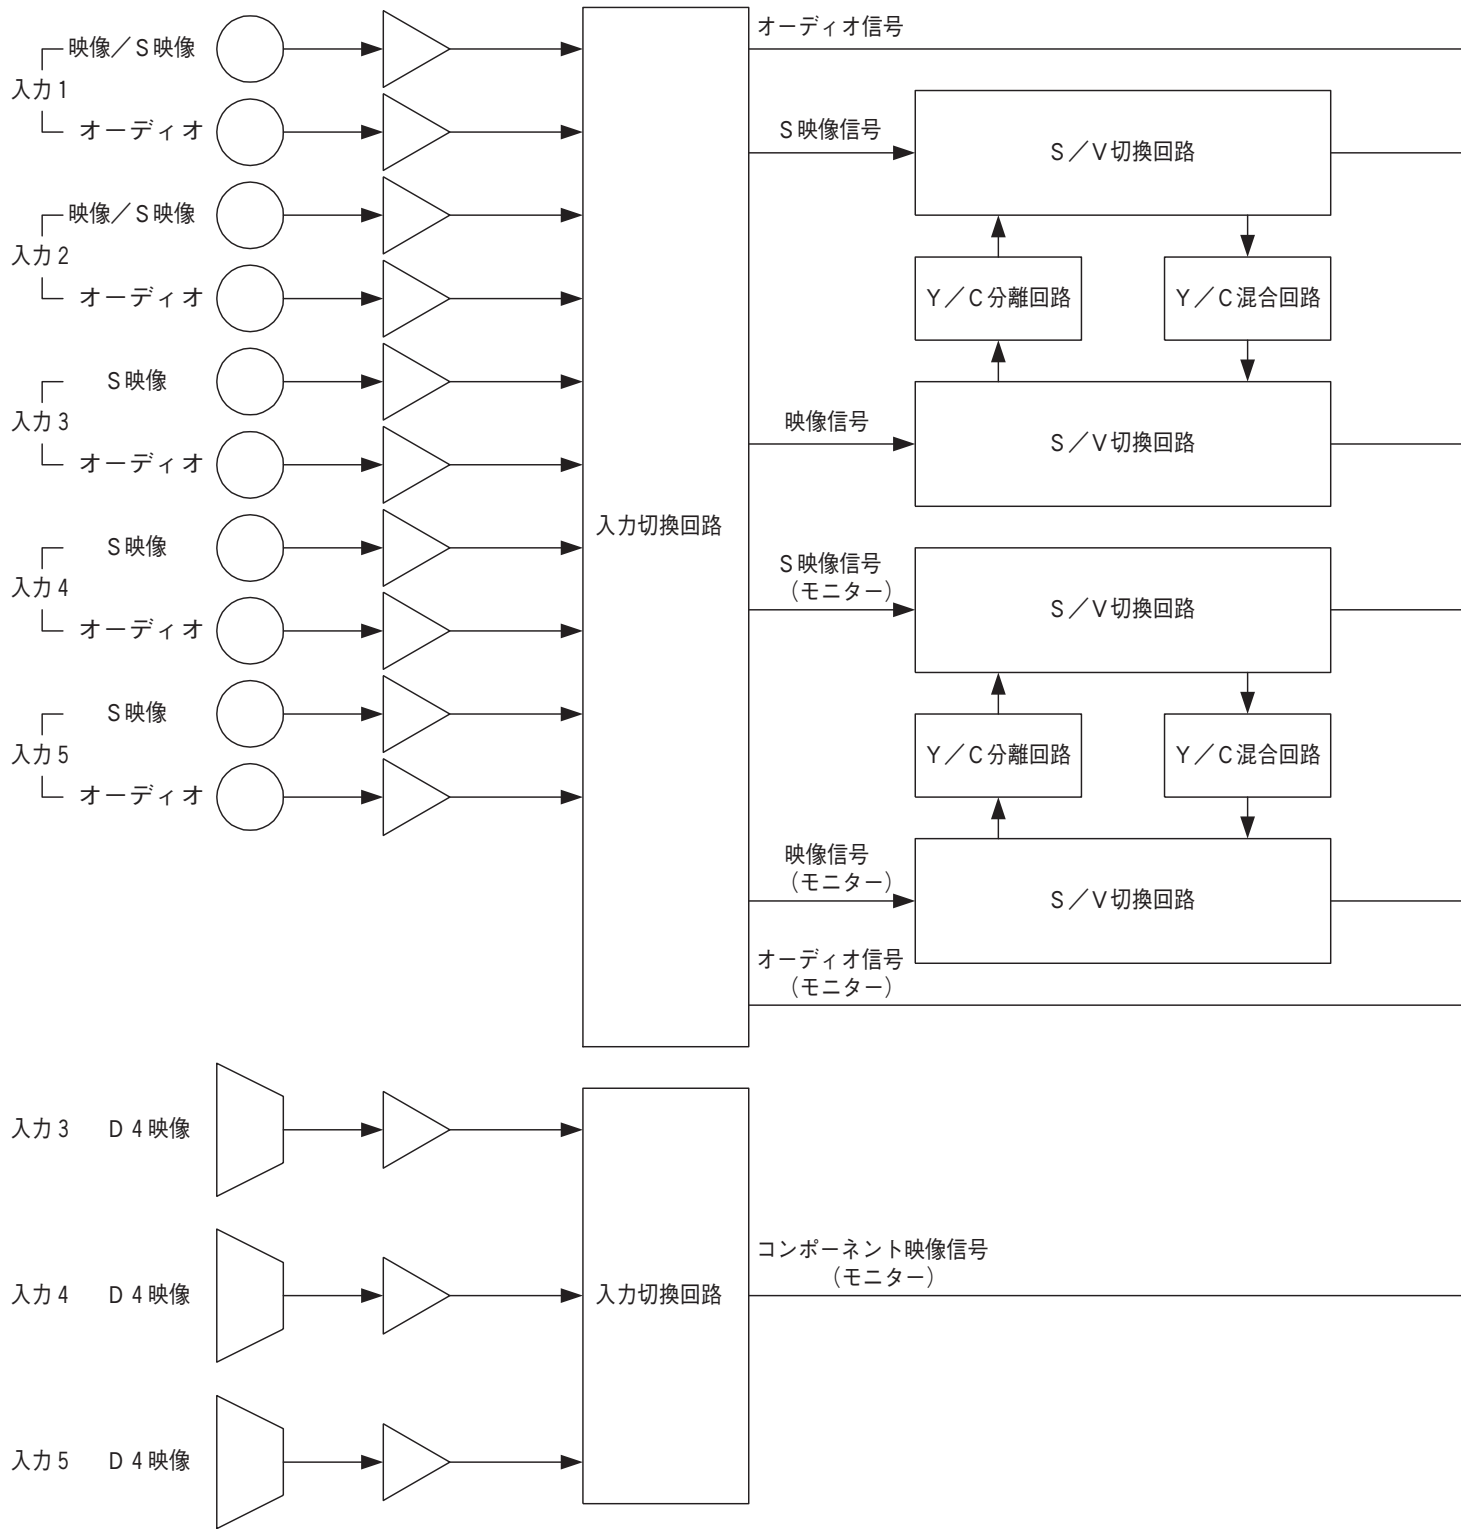 映像／S映像
入力1
オーディオ
映像／S映像
入力2
オーディオ
S映像
入力3
オーディオ
S映像
入力4
オーディオ
S映像
入力5
オーディオ
入力切換回路
オーディオ信号
S映像信号
S／V切換回路
Y／C分離回路
Y／C混合回路
映像信号
S／V切換回路
S映像信号
（モニター）
S／V切換回路
Y／C分離回路
Y／C混合回路
映像信号
（モニター）
S／V切換回路
オーディオ信号
（モニター）
入力3 D4映像
入力4 D4映像
入力5 D4映像
入力切換回路
コンポーネント映像信号
（モニター）